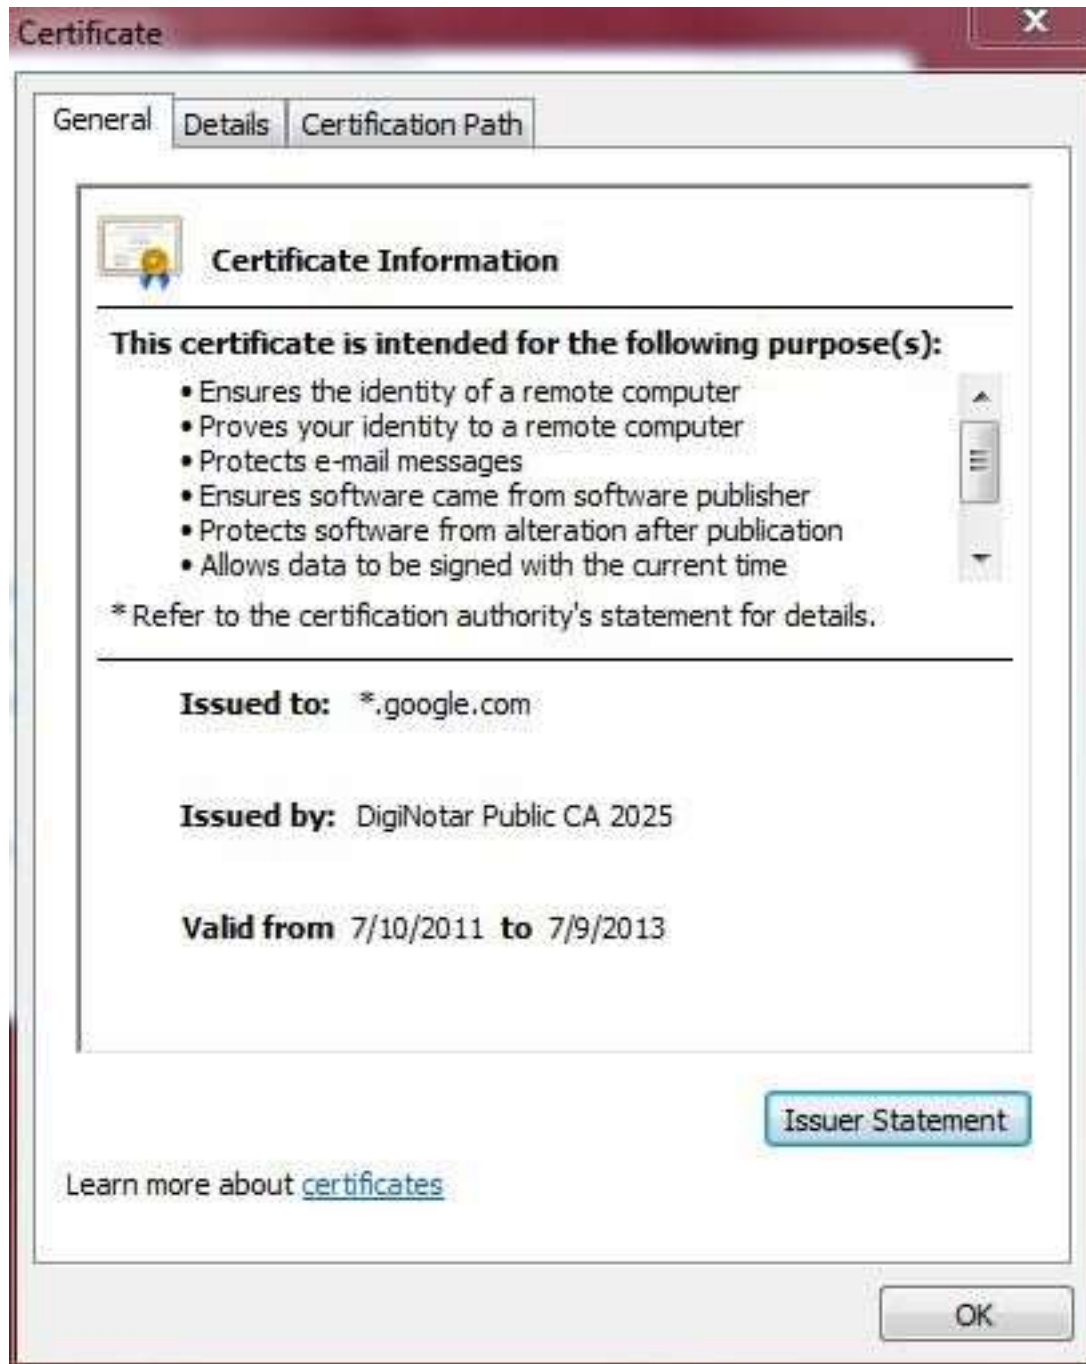 Certificate
X
General Details Certification Path
Certificate Information
This certificate is intended for the following purpose(s):
• Ensures the identity of a remote computer
• Proves your identity to a remote computer
• Protects e-mail messages
• Ensures software came from software publisher
• Protects software from alteration after publication
• Allows data to be signed with the current time
* Refer to the certification authority's statement for details.
Issued to: *.google.com
Issued by: DigiNotar Public CA 2025
Valid from 7/10/2011 to 7/9/2013
Issuer Statement
Learn more about certificates
OK